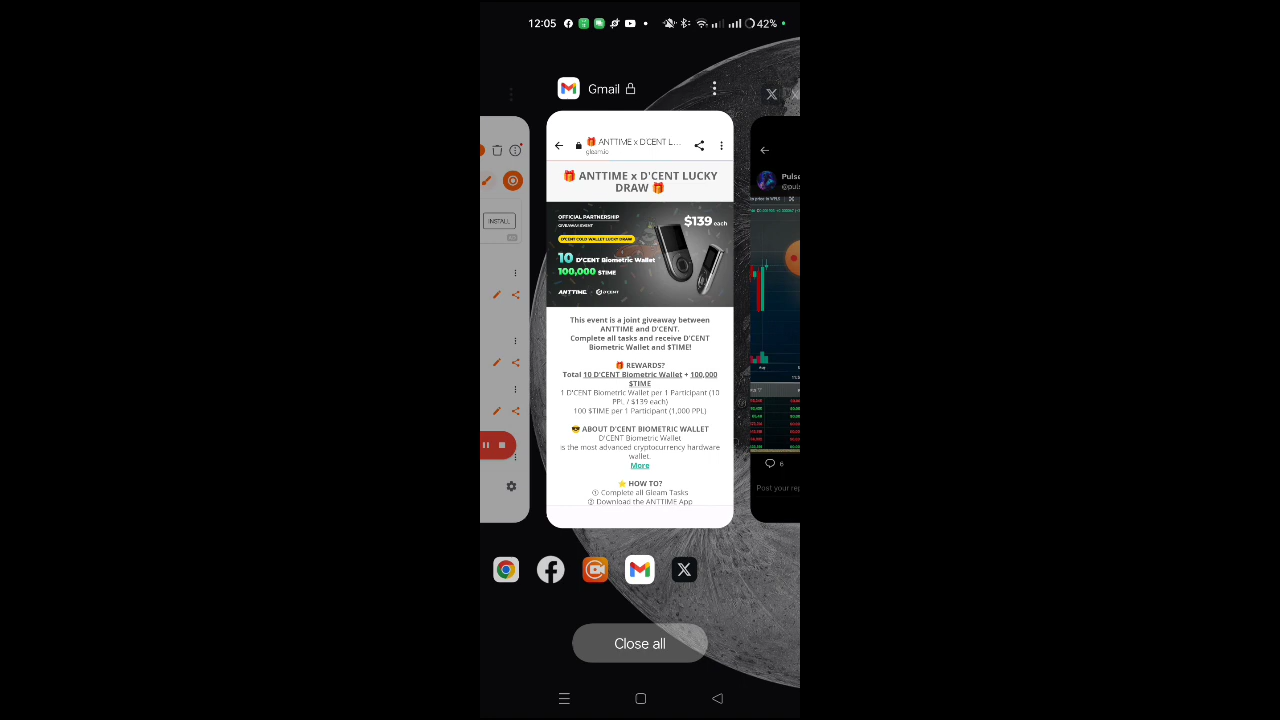 12:05
42%
Gmail
🎁 ANTTIME x D'CENT L...
gleam.io
🎁 ANTTIME x D'CENT LUCKY
DRAW 🎁
OFFICIAL PARTNERSHIP
GIVEAWAY EVENT
D'CENT COLD WALLET LUCKY DRAW
10 D'CENT Biometric Wallet
100,000 $TIME
ANTTIME × D'CENT
$139 each
This event is a joint giveaway between
ANTTIME and D'CENT.
Complete all tasks and receive D'CENT
Biometric Wallet and $TIME!
🎁 REWARDS?
Total 10 D'CENT Biometric Wallet + 100,000
$TIME
1 D'CENT Biometric Wallet per 1 Participant (10
PPL / $139 each)
100 $TIME per 1 Participant (1,000 PPL)
😎 ABOUT D'CENT BIOMETRIC WALLET
D'CENT Biometric Wallet
is the most advanced cryptocurrency hardware
wallet.
More
⭐ HOW TO?
① Complete all Gleam Tasks
② Download the ANTTIME App
INSTALL
Pulse
@puls
6
Post your rep
Close all